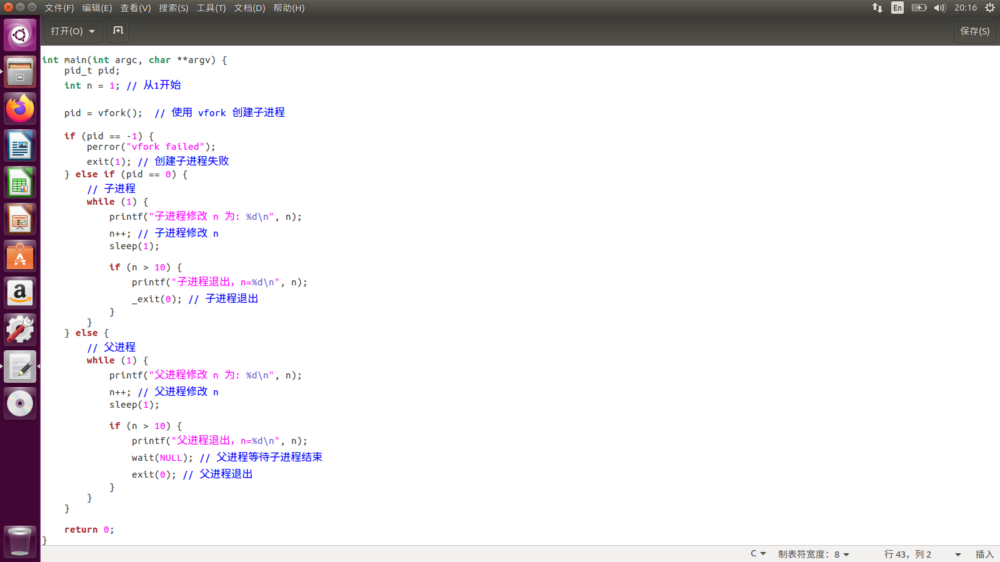 文件(F) 编辑(E) 查看(V) 搜索(S) 工具(T) 文档(D) 帮助(H) En 20:16
打开(O) 保存(S)
int main(int argc, char **argv) {
    pid_t pid;
    int n = 1; // 从1开始
    pid = vfork();  // 使用 vfork 创建子进程
    if (pid == -1) {
        perror("vfork failed");
        exit(1); // 创建子进程失败
    } else if (pid == 0) {
        // 子进程
        while (1) {
            printf("子进程修改 n 为: %d\n", n);
            n++; // 子进程修改 n
            sleep(1);
            if (n > 10) {
                printf("子进程退出，n=%d\n", n);
                _exit(0); // 子进程退出
            }
        }
    } else {
        // 父进程
        while (1) {
            printf("父进程修改 n 为: %d\n", n);
            n++; // 父进程修改 n
            sleep(1);
            if (n > 10) {
                printf("父进程退出，n=%d\n", n);
                wait(NULL); // 父进程等待子进程结束
                exit(0); // 父进程退出
            }
        }
    }
    return 0;
}
C 制表符宽度：8 行 43，列 2 插入